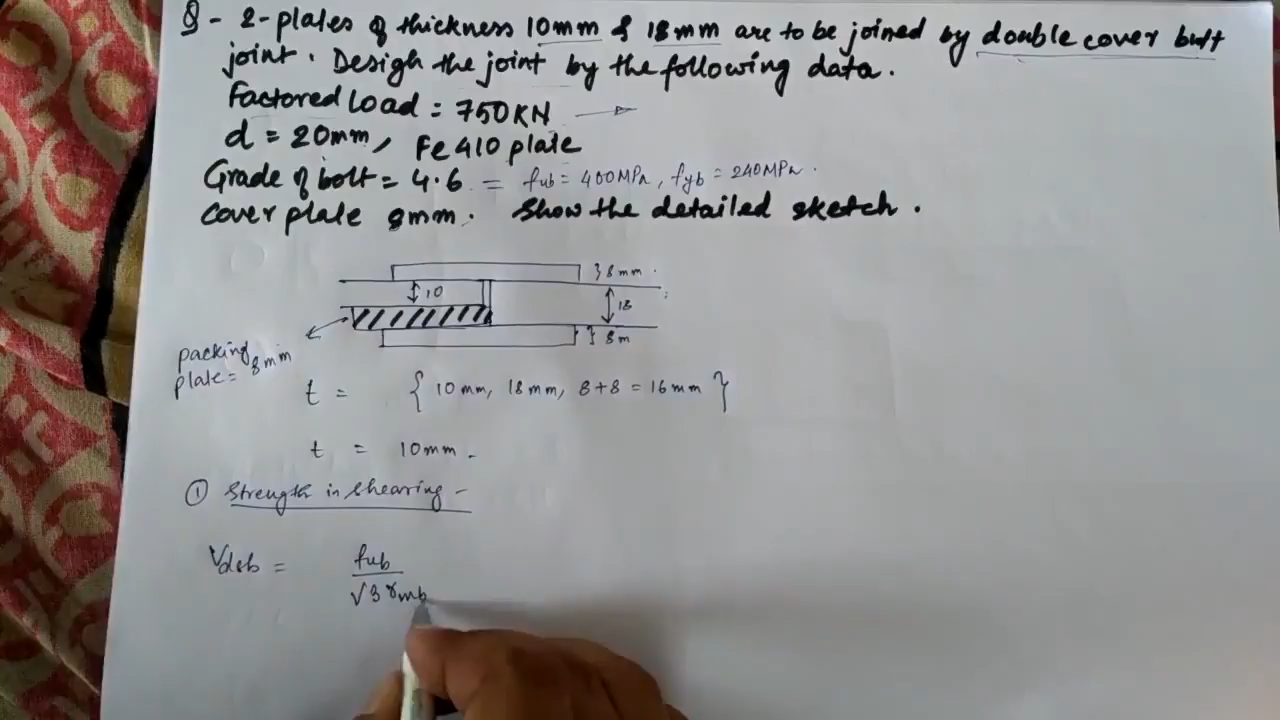 Q - 2-plates of thickness 10mm & 18mm are to be joined by double cover butt
joint. Design the joint by the following data.
Factored Load = 750KN
d = 20mm, Fe410 plate
Grade of bolt = 4.6 = fub = 400MPa, fyb = 240MPa.
Cover plate 8mm. Show the detailed sketch.
8mm.
10
18
8m
packing
plate = 8mm
t = { 10mm, 18mm, 8+8 = 16mm }
t = 10mm.
① Strength in Shearing -
Vdsb = fub
√3 γmb